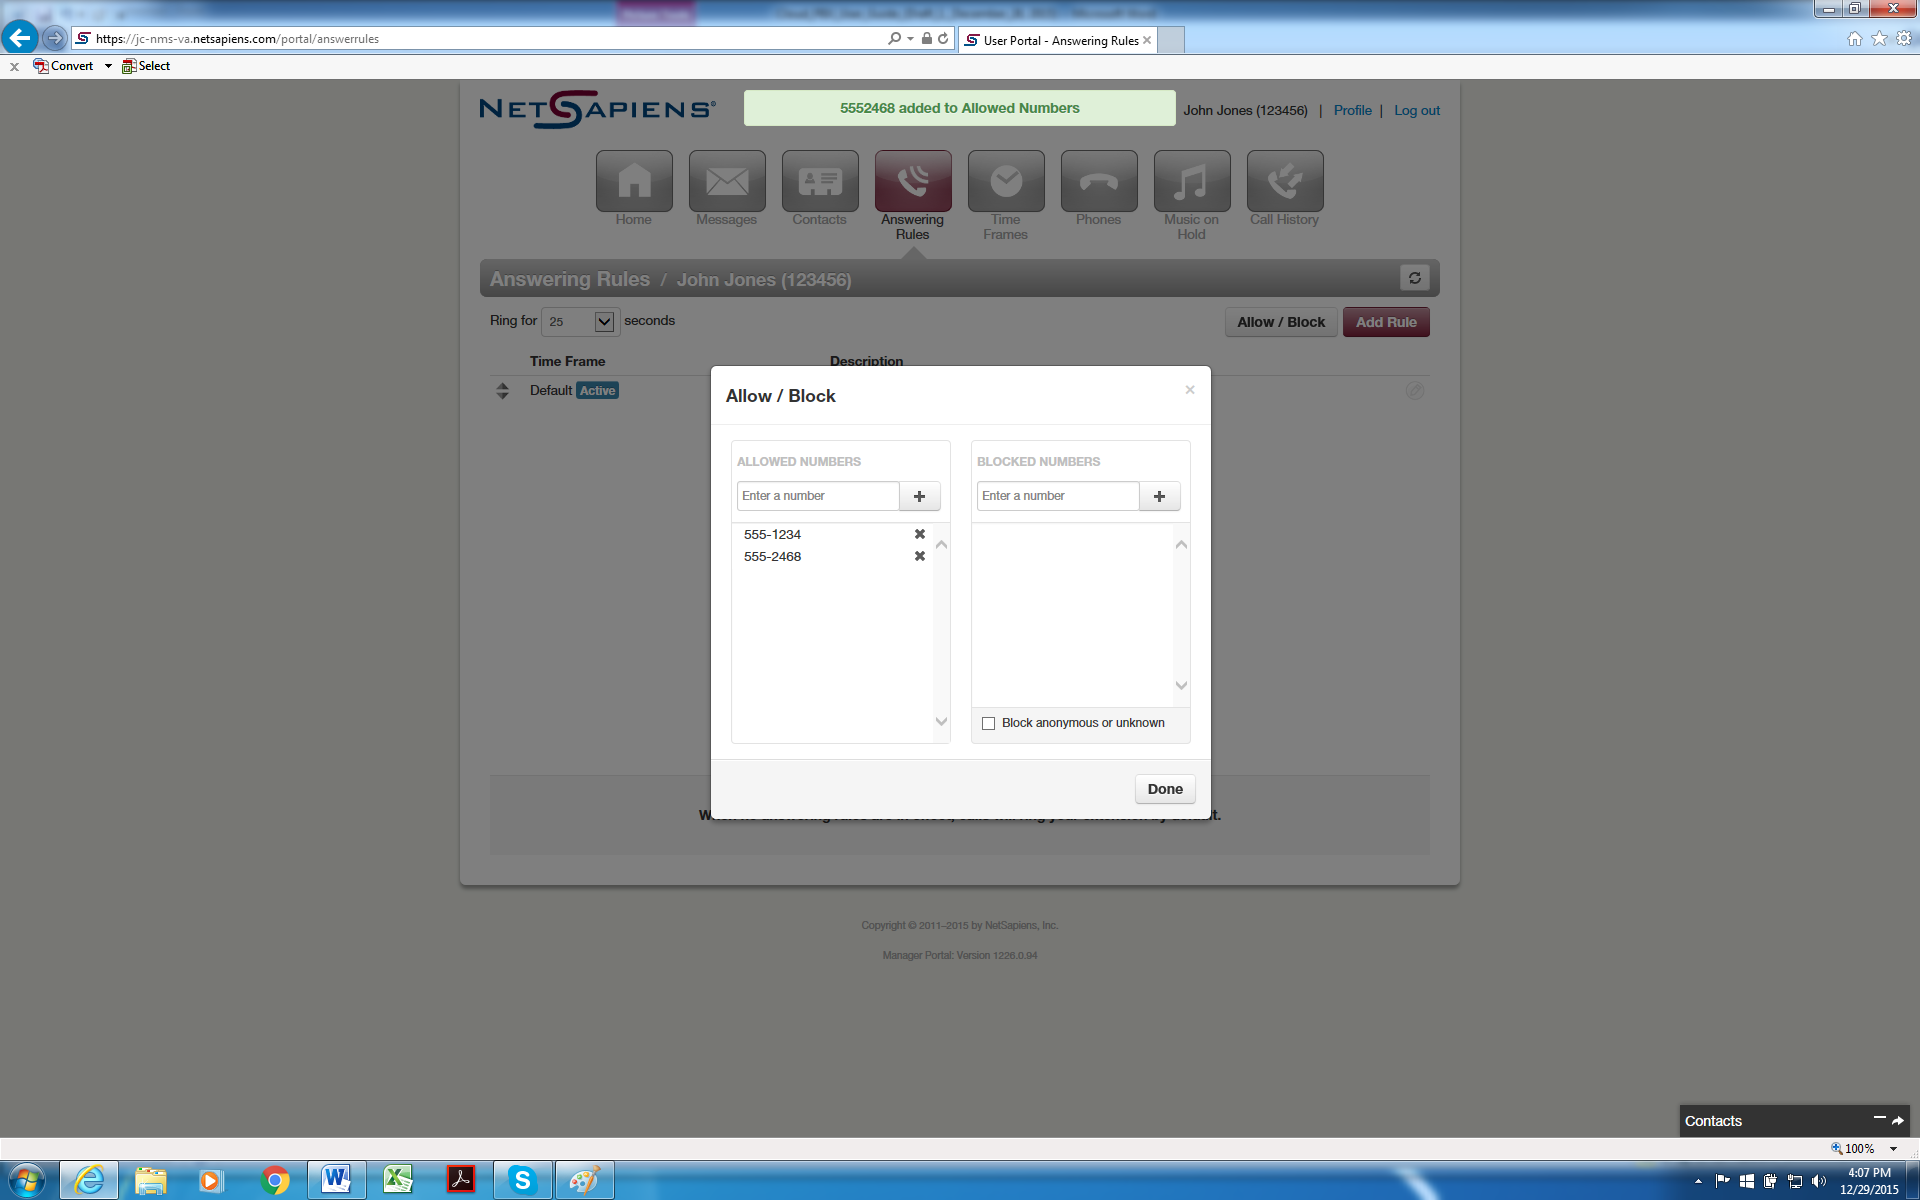 https://jc-nms-va.netsapiens.com/portal/answerrules
User Portal - Answering Rules
x Convert Select
NETSAPIENS®
5552468 added to Allowed Numbers
John Jones (123456) | Profile | Log out
Home
Messages
Contacts
Answering Rules
Time Frames
Phones
Music on Hold
Call History
Answering Rules / John Jones (123456)
Ring for 25 seconds
Allow / Block
Add Rule
Time Frame Description
Default Active
Allow / Block
×
ALLOWED NUMBERS
Enter a number
555-1234
555-2468
BLOCKED NUMBERS
Enter a number
Block anonymous or unknown
Done
Copyright © 2011–2015 by NetSapiens, Inc.
Manager Portal: Version 1226.0.94
Contacts
100%
4:07 PM
12/29/2015